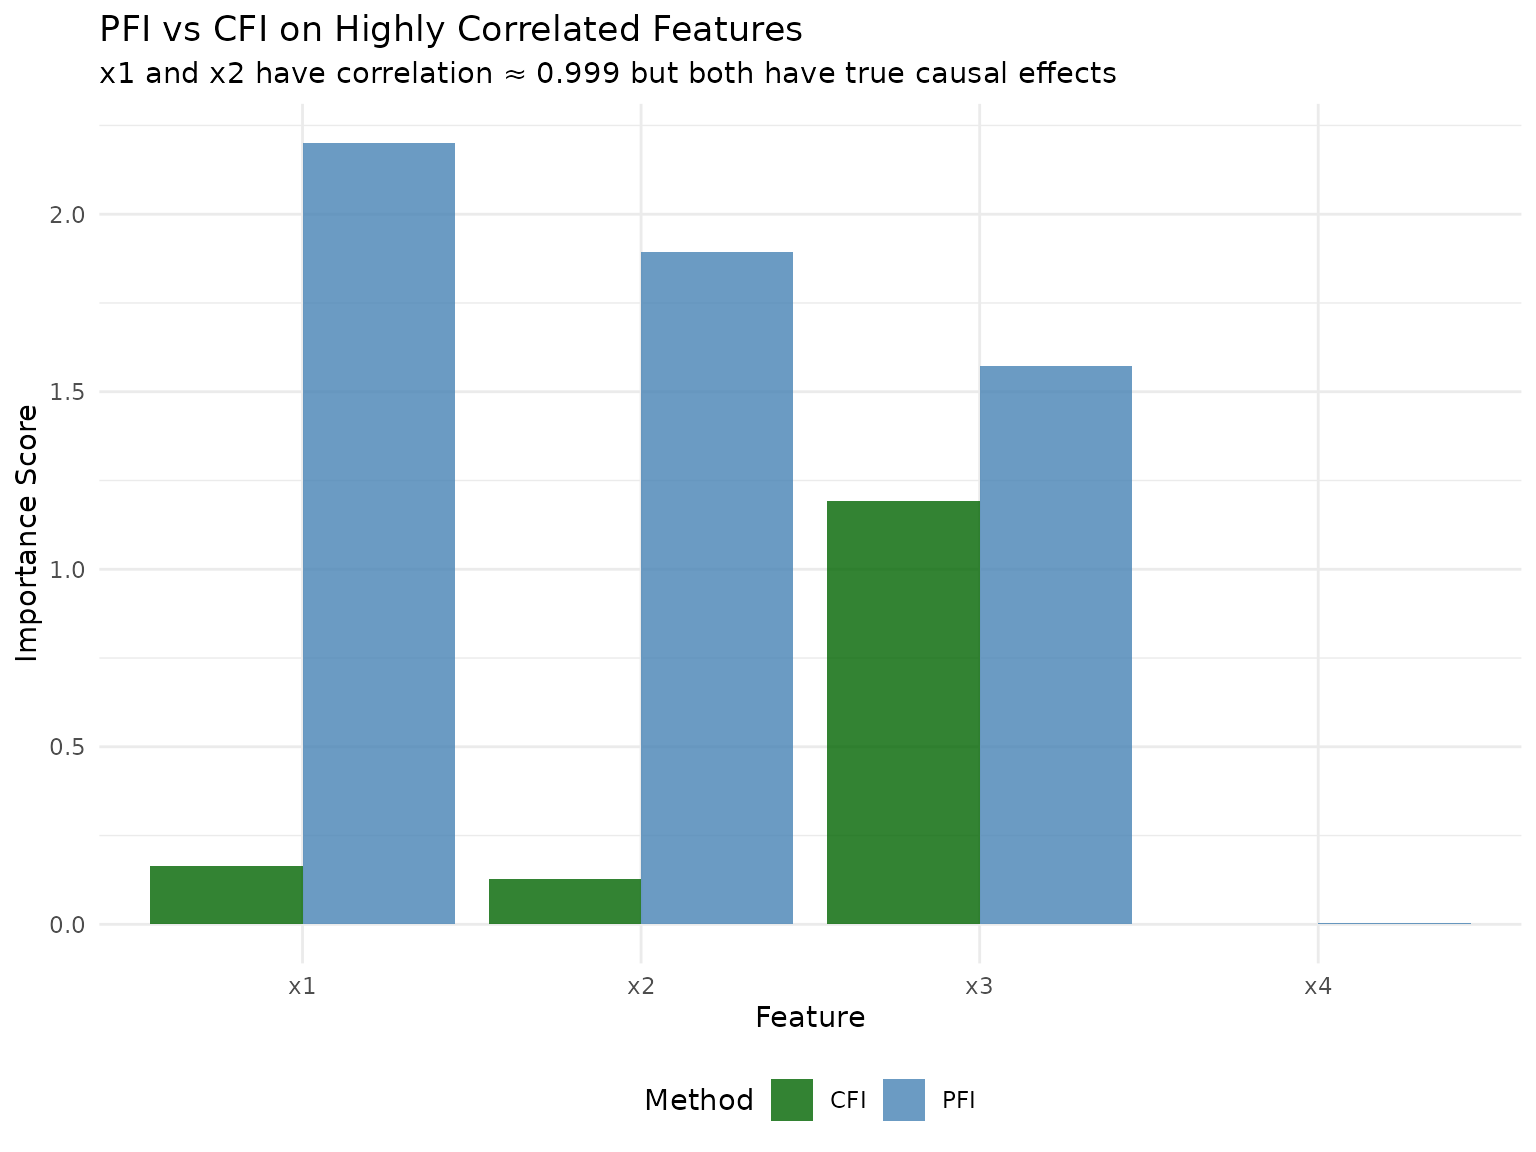 PFI vs CFI on Highly Correlated Features
x1 and x2 have correlation ≈ 0.999 but both have true causal effects
Importance Score
2.0
1.5
1.0
0.5
0.0
x1 x2 x3 x4
Feature
Method CFI PFI